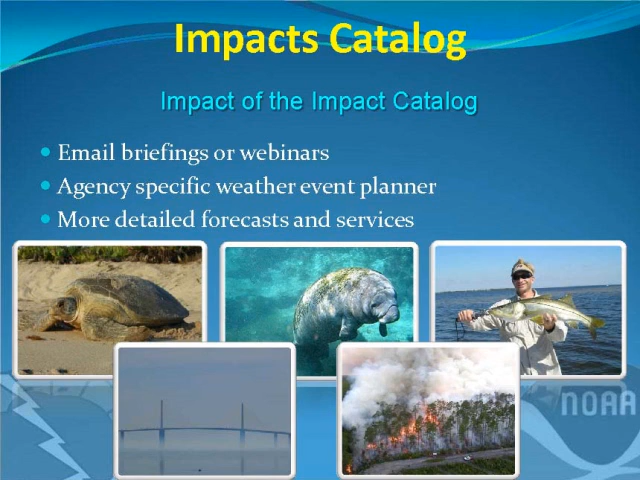 Impacts Catalog
Impact of the Impact Catalog
• Email briefings or webinars
• Agency specific weather event planner
• More detailed forecasts and services
NOAA